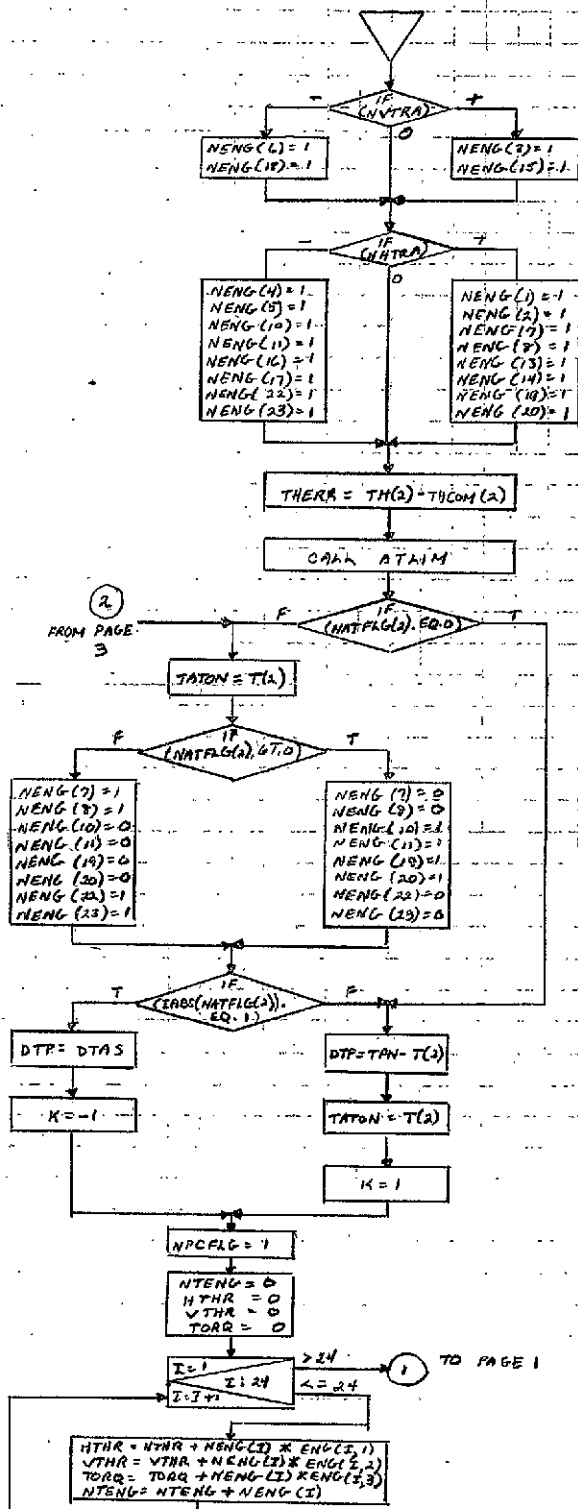 IF
(NVTRA)
- +
0
NENG(6)=1
NENG(18)=1
NENG(3)=1
NENG(15)=1
IF
(NHTRA)
- +
0
NENG(4)=1
NENG(5)=1
NENG(10)=1
NENG(11)=1
NENG(16)=1
NENG(17)=1
NENG(22)=1
NENG(23)=1
NENG(1)=1
NENG(2)=1
NENG(7)=1
NENG(8)=1
NENG(13)=1
NENG(14)=1
NENG(19)=1
NENG(20)=1
THERR = TH(2)-THCOM(2)
CALL ATLIM
2
FROM PAGE
3
F IF T
(NATFLG(2).EQ.0)
TATON = T(2)
F IF T
(NATFLG(2).GT.0)
NENG(7)=1
NENG(8)=1
NENG(10)=0
NENG(11)=0
NENG(19)=0
NENG(20)=0
NENG(22)=1
NENG(23)=1
NENG(7)=0
NENG(8)=0
NENG(10)=1
NENG(11)=1
NENG(19)=1
NENG(20)=1
NENG(22)=0
NENG(23)=0
T IF F
(IABS(NATFLG(2)).
EQ.1)
DTP= DTAS
K=-1
DTP=TPN-T(2)
TATON=T(2)
K=1
NPCFLG=1
NTENG=0
HTHR =0
VTHR =0
TORQ= 0
I=1
I:24
I=I+1
>24
<=24
1 TO PAGE 1
HTHR = HTHR + NENG(I) * ENG(I,1)
VTHR = VTHR + NENG(I) * ENG(I,2)
TORQ= TORQ +NENG(I) *ENG(I,3)
NTENG= NTENG + NENG(I)